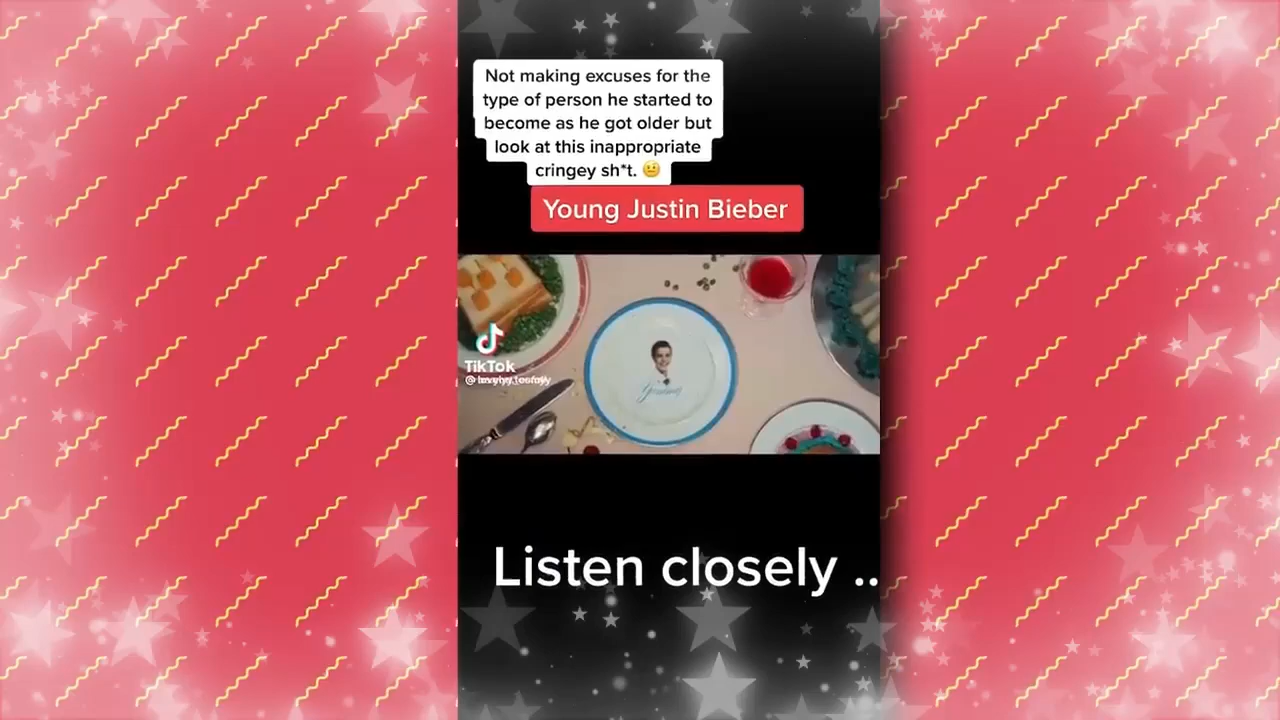 Not making excuses for the
type of person he started to
become as he got older but
look at this inappropriate
cringey sh*t. 🤨
Young Justin Bieber
TikTok
Listen closely ..